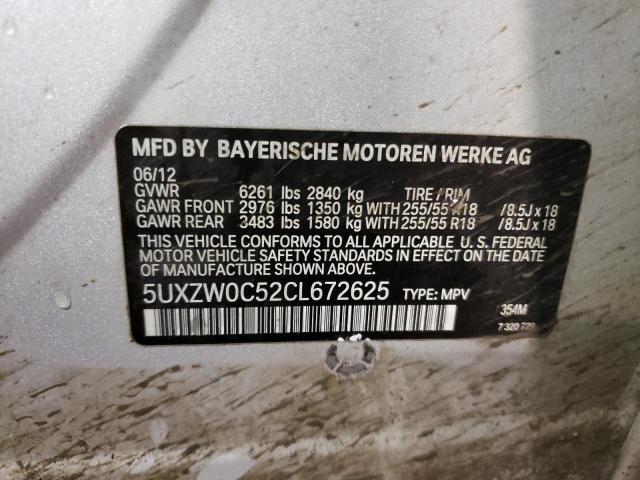 MFD BY BAYERISCHE MOTOREN WERKE AG
06/12
GVWR 6261 lbs 2840 kg TIRE / RIM
GAWR FRONT 2976 lbs 1350 kg WITH 255/55 R18 /8.5J x 18
GAWR REAR 3483 lbs 1580 kg WITH 255/55 R18 /8.5J x 18
THIS VEHICLE CONFORMS TO ALL APPLICABLE U. S. FEDERAL
MOTOR VEHICLE SAFETY STANDARDS IN EFFECT ON THE DATE
OF MANUFACTURE SHOWN ABOVE.
5UXZW0C52CL672625 TYPE: MPV
354M
7 320 729